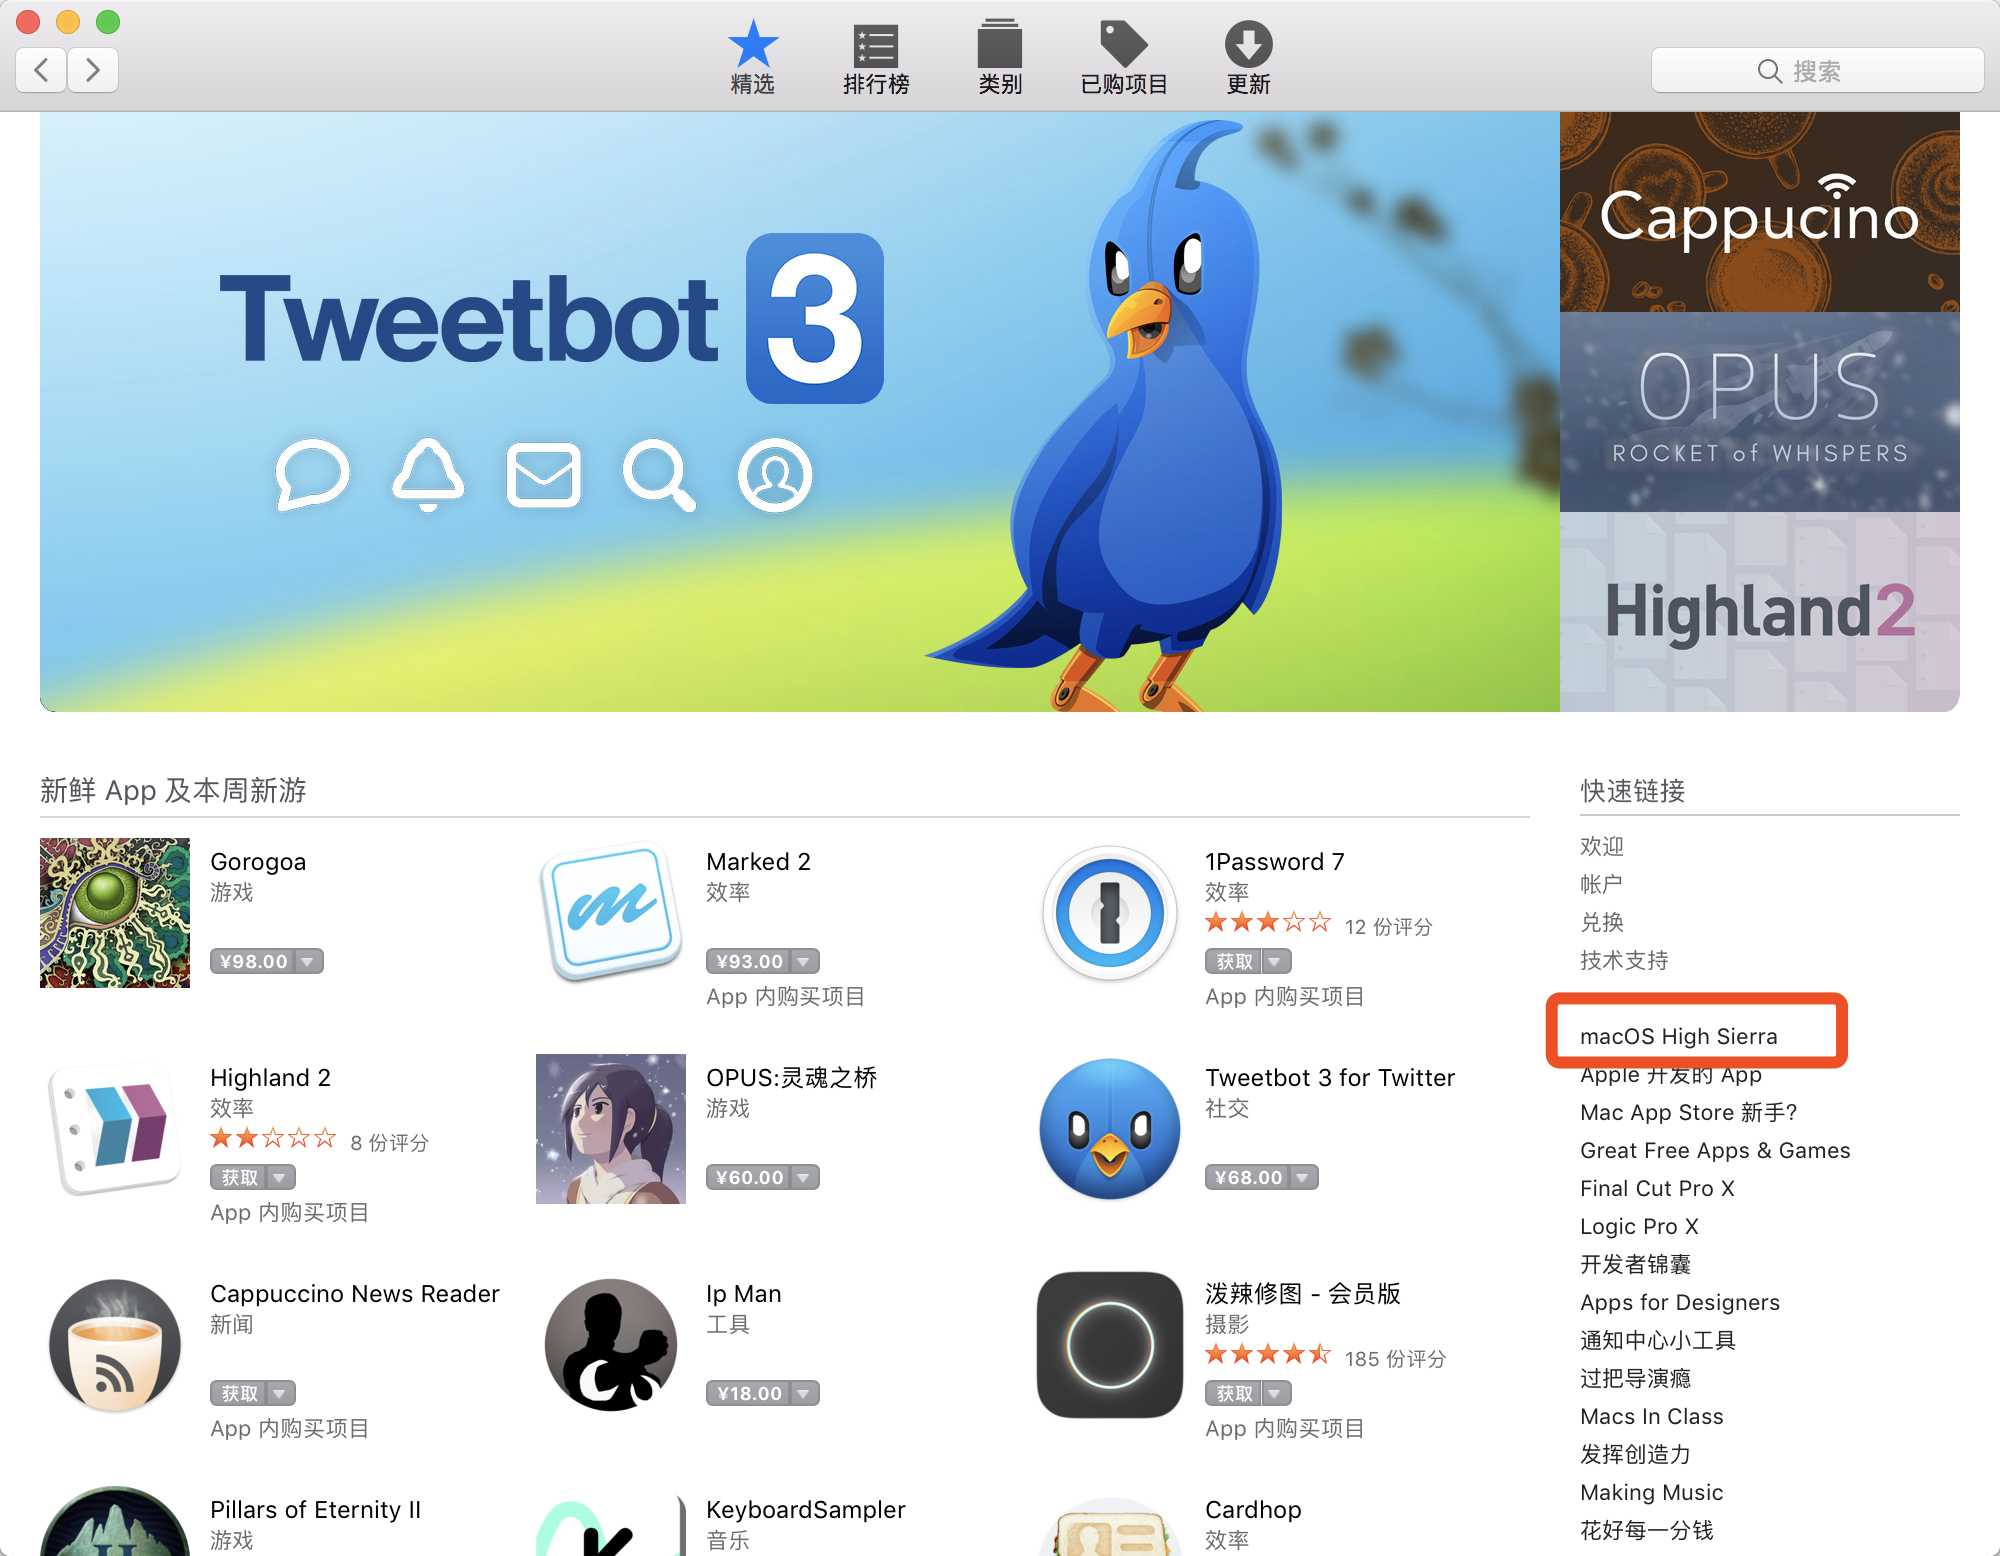 精选
排行榜
类别
已购项目
更新
搜索
Tweetbot 3
Cappucino
OPUS
ROCKET of WHISPERS
Highland2
新鲜 App 及本周新游
Gorogoa
游戏
¥98.00
Marked 2
效率
¥93.00
App 内购买项目
1Password 7
效率
12 份评分
获取
App 内购买项目
Highland 2
效率
8 份评分
获取
App 内购买项目
OPUS:灵魂之桥
游戏
¥60.00
Tweetbot 3 for Twitter
社交
¥68.00
Cappuccino News Reader
新闻
获取
App 内购买项目
Ip Man
工具
¥18.00
泼辣修图 - 会员版
摄影
185 份评分
获取
App 内购买项目
Pillars of Eternity II
游戏
KeyboardSampler
音乐
Cardhop
效率
快速链接
欢迎
帐户
兑换
技术支持
macOS High Sierra
Apple 开发的 App
Mac App Store 新手?
Great Free Apps & Games
Final Cut Pro X
Logic Pro X
开发者锦囊
Apps for Designers
通知中心小工具
过把导演瘾
Macs In Class
发挥创造力
Making Music
花好每一分钱